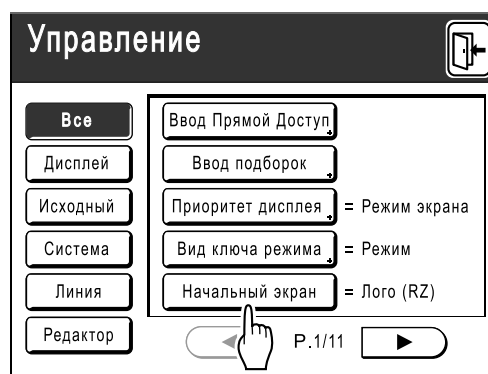 Управление
Все
Ввод Прямой Доступ
Дисплей
Ввод подборок
Исходный
Приоритет дисплея = Режим экрана
Система
Вид ключа режима = Режим
Линия
Начальный экран = Лого (RZ)
Редактор
P.1/11